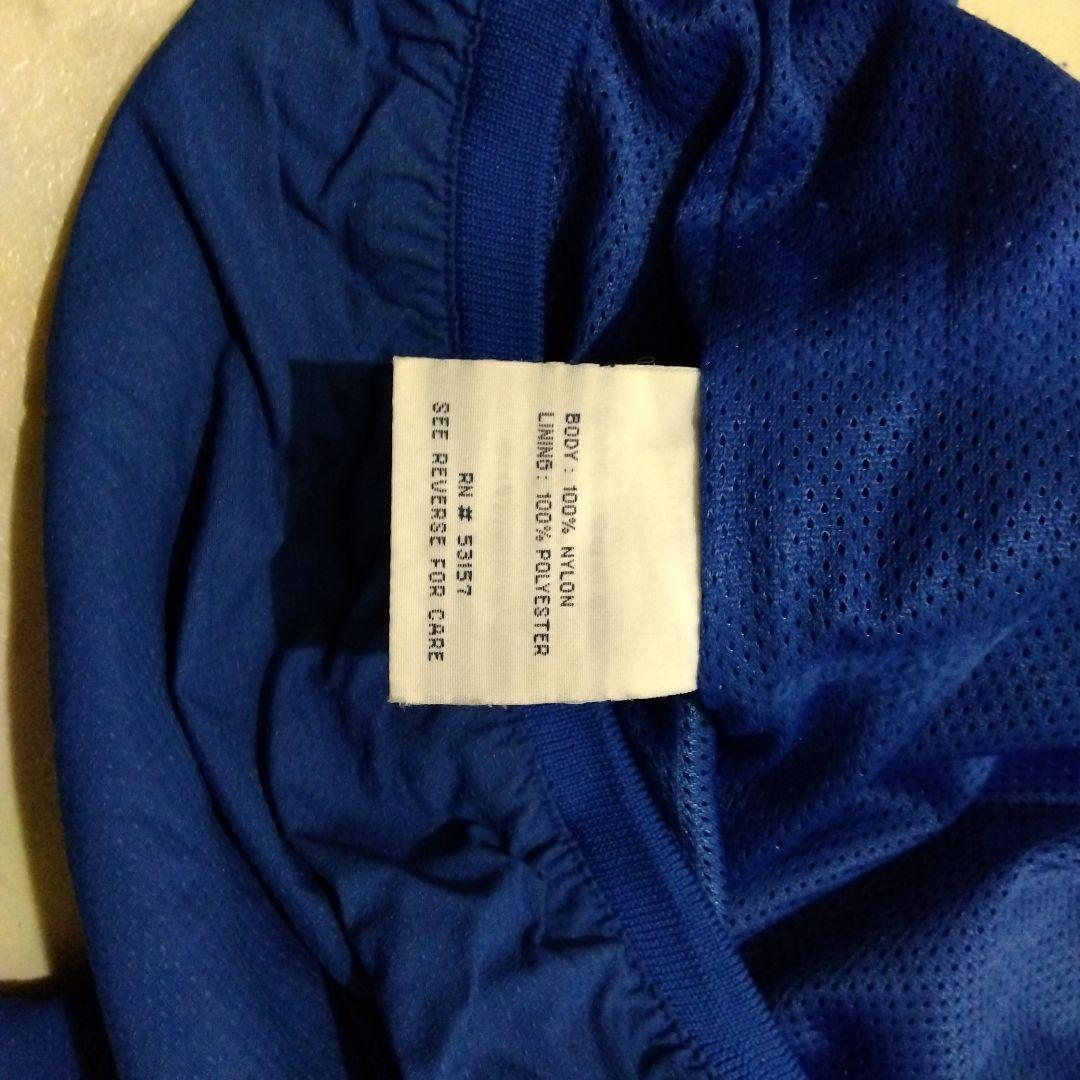 BODY : 100% NYLON
LINING : 100% POLYESTER
RN # 53157
SEE REVERSE FOR CARE